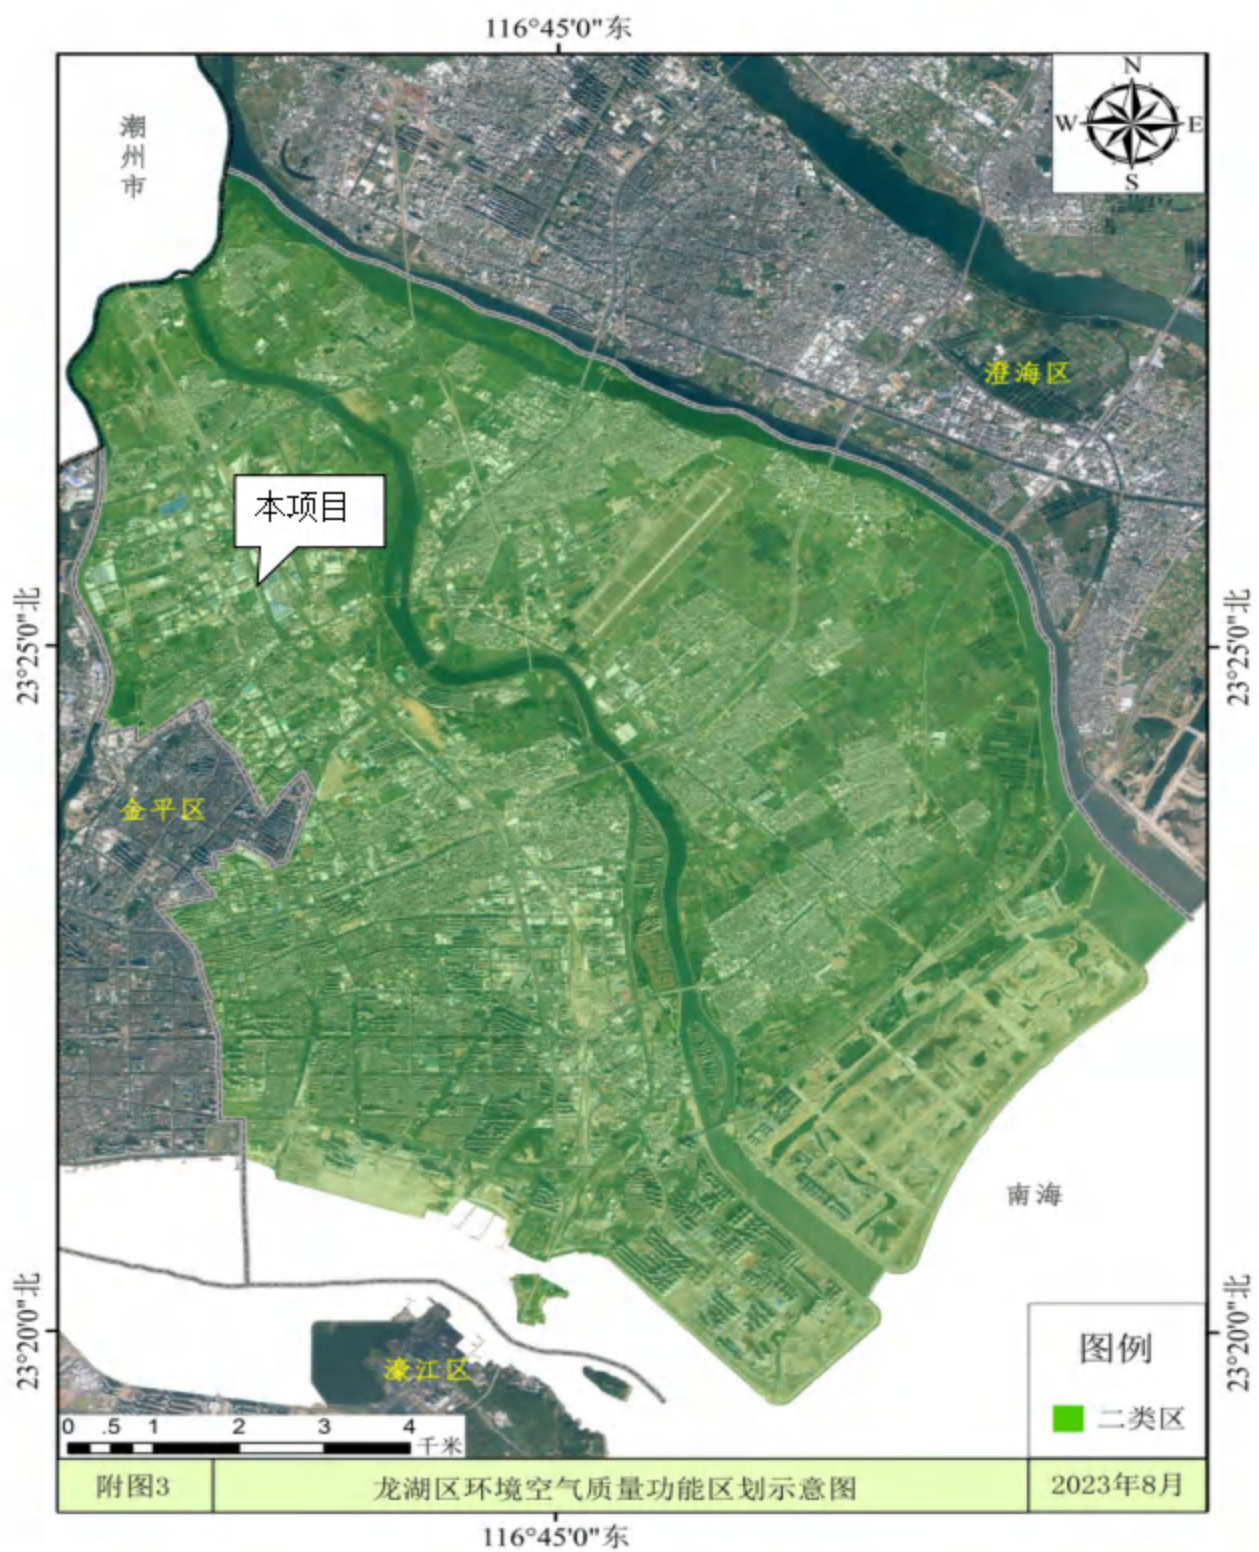 116°45'0"东
N
W
E
S
潮州市
澄海区
本项目
23°25'0"北
23°25'0"北
金平区
南海
23°20'0"北
23°20'0"北
濠江区
图例
二类区
0 .5 1 2 3 4
千米
附图3
龙湖区环境空气质量功能区划示意图
2023年8月
116°45'0"东